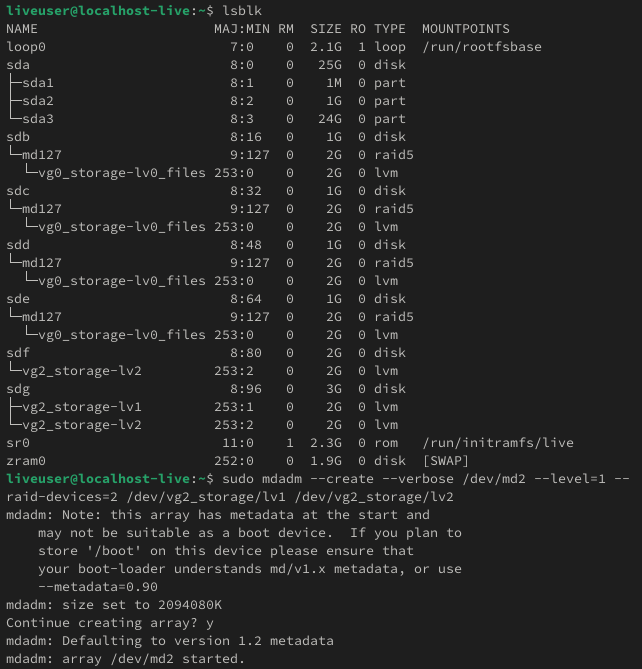 liveuser@localhost-live:~$ lsblk
NAME                      MAJ:MIN RM  SIZE RO TYPE  MOUNTPOINTS
loop0                       7:0    0  2.1G  1 loop  /run/rootfsbase
sda                         8:0    0   25G  0 disk
├─sda1                      8:1    0    1M  0 part
├─sda2                      8:2    0    1G  0 part
└─sda3                      8:3    0   24G  0 part
sdb                         8:16   0    1G  0 disk
└─md127                     9:127  0    2G  0 raid5
  └─vg0_storage-lv0_files 253:0    0    2G  0 lvm
sdc                         8:32   0    1G  0 disk
└─md127                     9:127  0    2G  0 raid5
  └─vg0_storage-lv0_files 253:0    0    2G  0 lvm
sdd                         8:48   0    1G  0 disk
└─md127                     9:127  0    2G  0 raid5
  └─vg0_storage-lv0_files 253:0    0    2G  0 lvm
sde                         8:64   0    1G  0 disk
└─md127                     9:127  0    2G  0 raid5
  └─vg0_storage-lv0_files 253:0    0    2G  0 lvm
sdf                         8:80   0    2G  0 disk
└─vg2_storage-lv2         253:2    0    2G  0 lvm
sdg                         8:96   0    3G  0 disk
├─vg2_storage-lv1         253:1    0    2G  0 lvm
└─vg2_storage-lv2         253:2    0    2G  0 lvm
sr0                        11:0    1  2.3G  0 rom   /run/initramfs/live
zram0                     252:0    0  1.9G  0 disk  [SWAP]
liveuser@localhost-live:~$ sudo mdadm --create --verbose /dev/md2 --level=1 --
raid-devices=2 /dev/vg2_storage/lv1 /dev/vg2_storage/lv2
mdadm: Note: this array has metadata at the start and
    may not be suitable as a boot device.  If you plan to
    store '/boot' on this device please ensure that
    your boot-loader understands md/v1.x metadata, or use
    --metadata=0.90
mdadm: size set to 2094080K
Continue creating array? y
mdadm: Defaulting to version 1.2 metadata
mdadm: array /dev/md2 started.